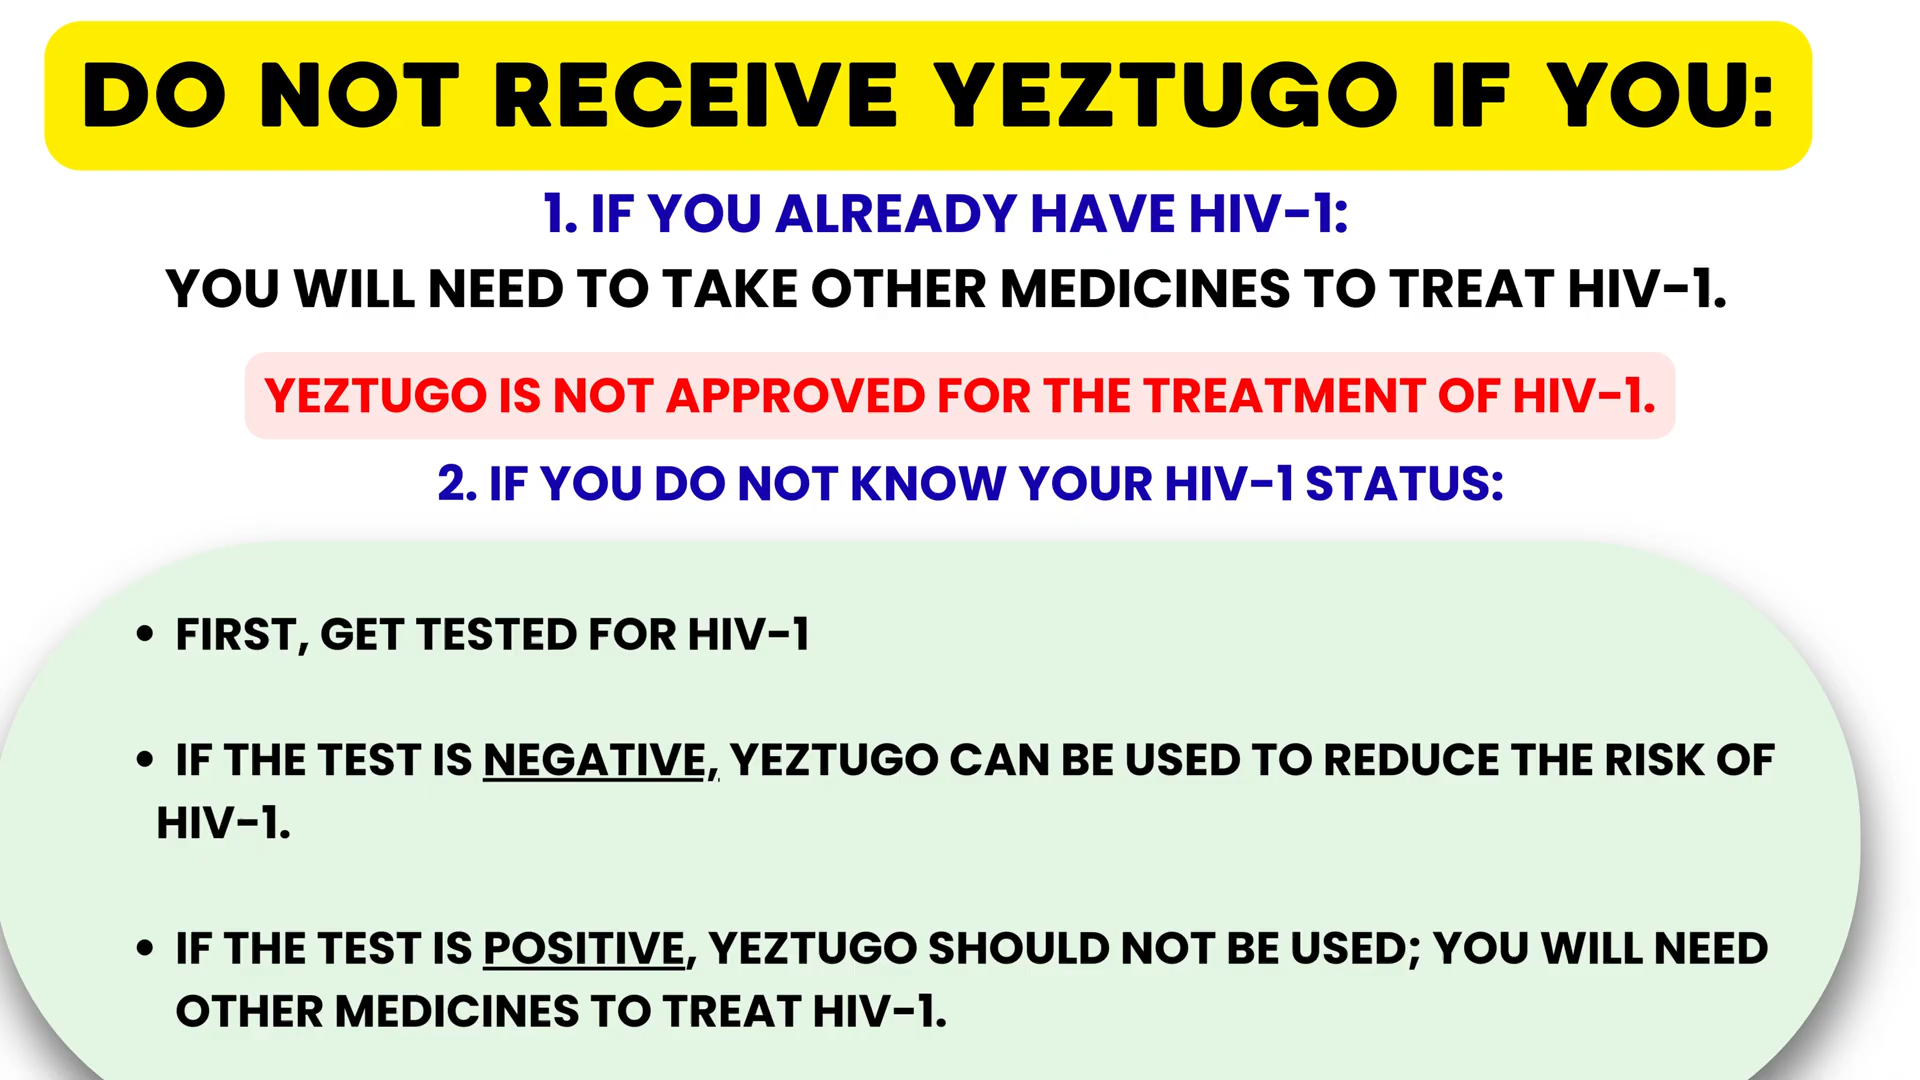 DO NOT RECEIVE YEZTUGO IF YOU:
1. IF YOU ALREADY HAVE HIV-1:
YOU WILL NEED TO TAKE OTHER MEDICINES TO TREAT HIV-1.
YEZTUGO IS NOT APPROVED FOR THE TREATMENT OF HIV-1.
2. IF YOU DO NOT KNOW YOUR HIV-1 STATUS:
• FIRST, GET TESTED FOR HIV-1
• IF THE TEST IS NEGATIVE, YEZTUGO CAN BE USED TO REDUCE THE RISK OF
HIV-1.
• IF THE TEST IS POSITIVE, YEZTUGO SHOULD NOT BE USED; YOU WILL NEED
OTHER MEDICINES TO TREAT HIV-1.